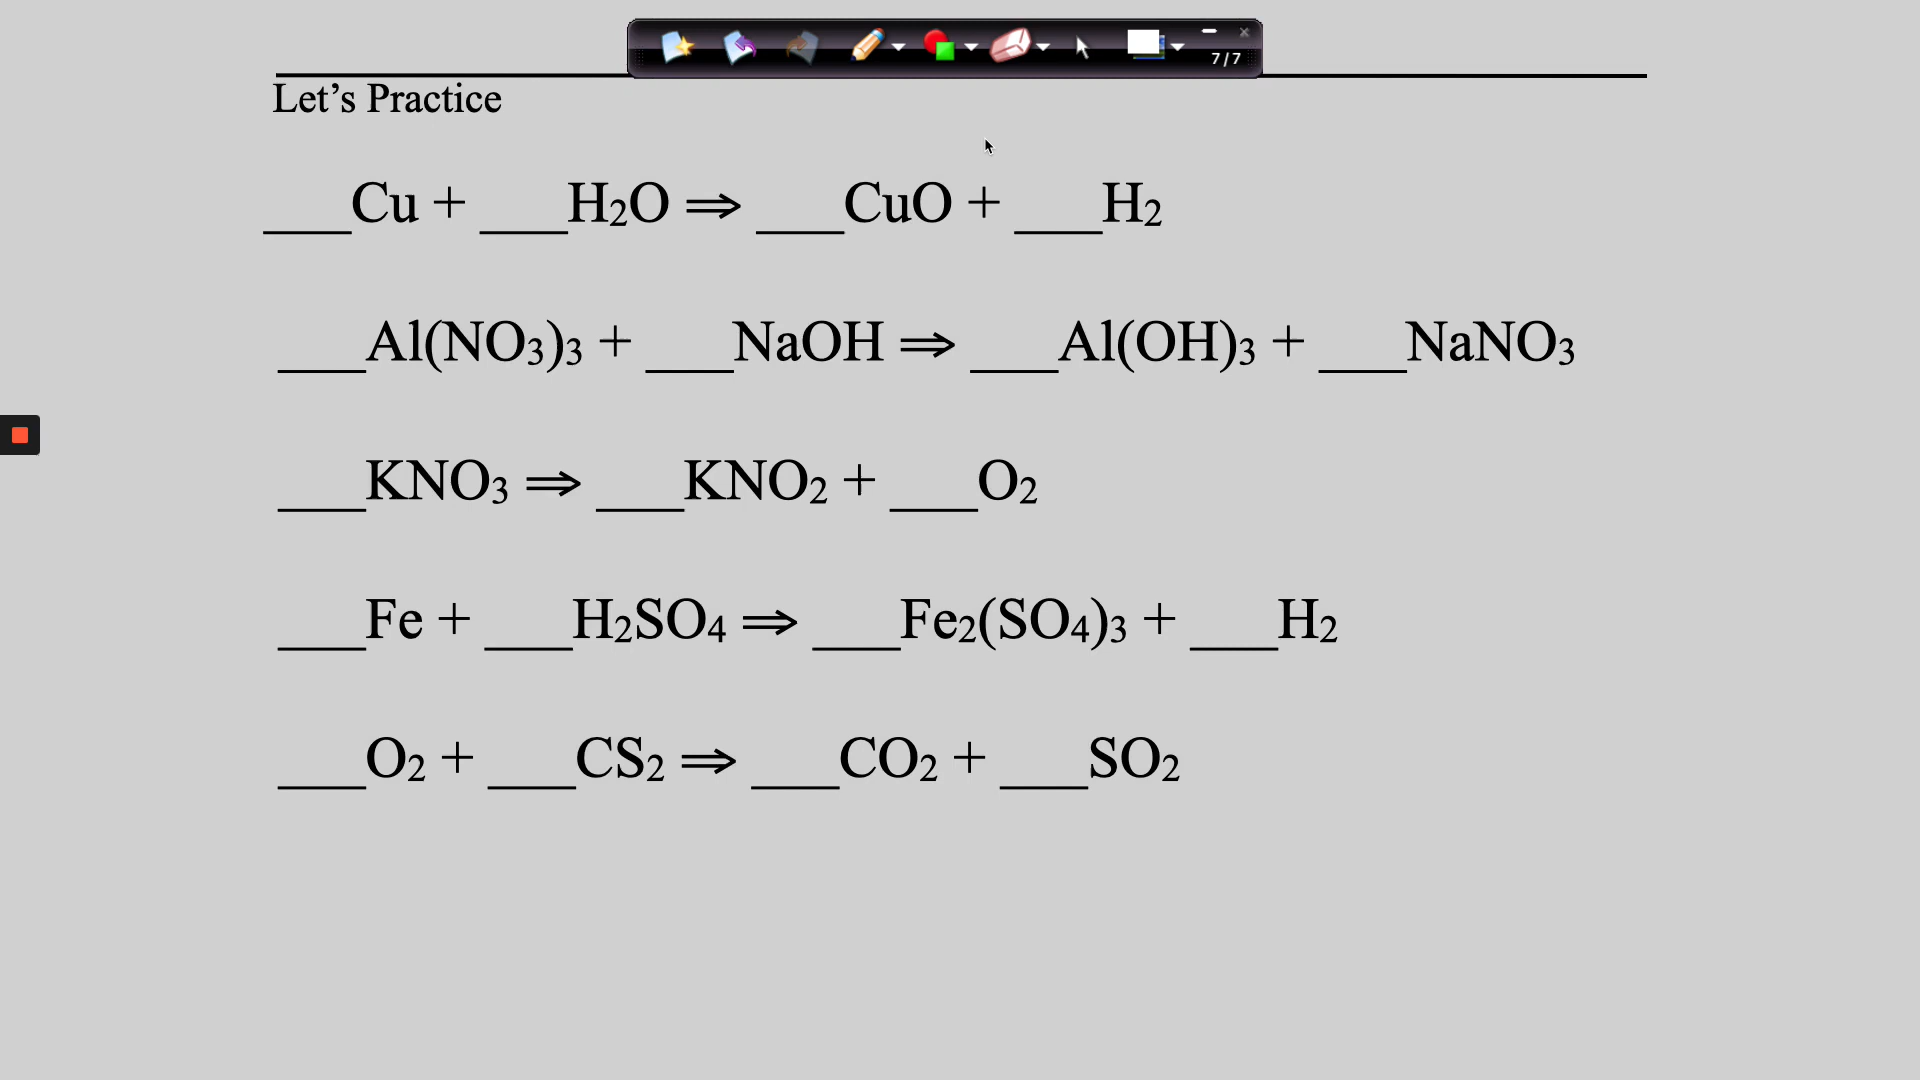 7/7
Let’s Practice
___Cu + ___H2O ⇒ ___CuO + ___H2
___Al(NO3)3 + ___NaOH ⇒ ___Al(OH)3 + ___NaNO3
___KNO3 ⇒ ___KNO2 + ___O2
___Fe + ___H2SO4 ⇒ ___Fe2(SO4)3 + ___H2
___O2 + ___CS2 ⇒ ___CO2 + ___SO2